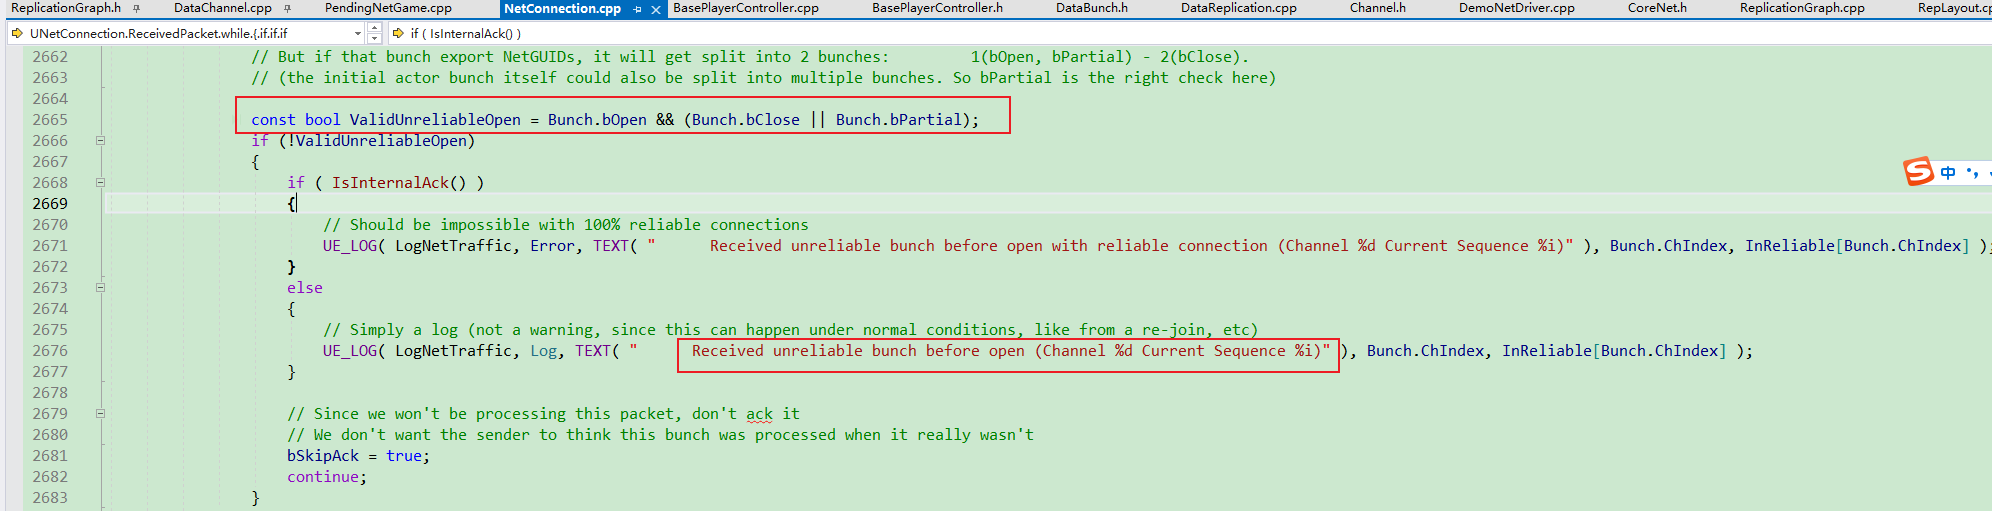 ReplicationGraph.h DataChannel.cpp PendingNetGame.cpp NetConnection.cpp BasePlayerController.cpp BasePlayerController.h DataBunch.h DataReplication.cpp Channel.h DemoNetDriver.cpp CoreNet.h ReplicationGraph.cpp RepLayout.cp
UNetConnection.ReceivedPacket.while.{.if.if.if if ( IsInternalAck() )
2662 // But if that bunch export NetGUIDs, it will get split into 2 bunches: 1(bOpen, bPartial) - 2(bClose).
2663 // (the initial actor bunch itself could also be split into multiple bunches. So bPartial is the right check here)
2664
2665 const bool ValidUnreliableOpen = Bunch.bOpen && (Bunch.bClose || Bunch.bPartial);
2666 if (!ValidUnreliableOpen)
2667 {
2668 if ( IsInternalAck() )
2669 {
2670 // Should be impossible with 100% reliable connections
2671 UE_LOG( LogNetTraffic, Error, TEXT( " Received unreliable bunch before open with reliable connection (Channel %d Current Sequence %i)" ), Bunch.ChIndex, InReliable[Bunch.ChIndex] );
2672 }
2673 else
2674 {
2675 // Simply a log (not a warning, since this can happen under normal conditions, like from a re-join, etc)
2676 UE_LOG( LogNetTraffic, Log, TEXT( " Received unreliable bunch before open (Channel %d Current Sequence %i)" ), Bunch.ChIndex, InReliable[Bunch.ChIndex] );
2677 }
2678
2679 // Since we won't be processing this packet, don't ack it
2680 // We don't want the sender to think this bunch was processed when it really wasn't
2681 bSkipAck = true;
2682 continue;
2683 }
S 中